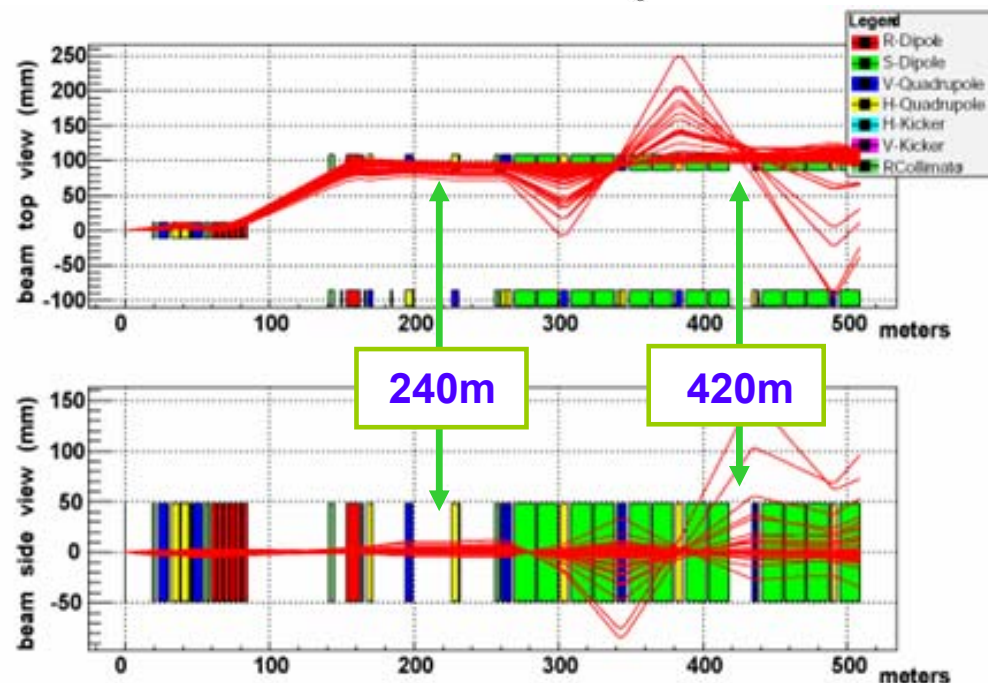 Legend
R-Dipole
S-Dipole
V-Quadrupole
H-Quadrupole
H-Kicker
V-Kicker
RCollimato
beam top view (mm)
250
200
150
100
50
0
-50
-100
0 100 200 300 400 500 meters
240m 420m
beam side view (mm)
150
100
50
0
-50
0 100 200 300 400 500 meters